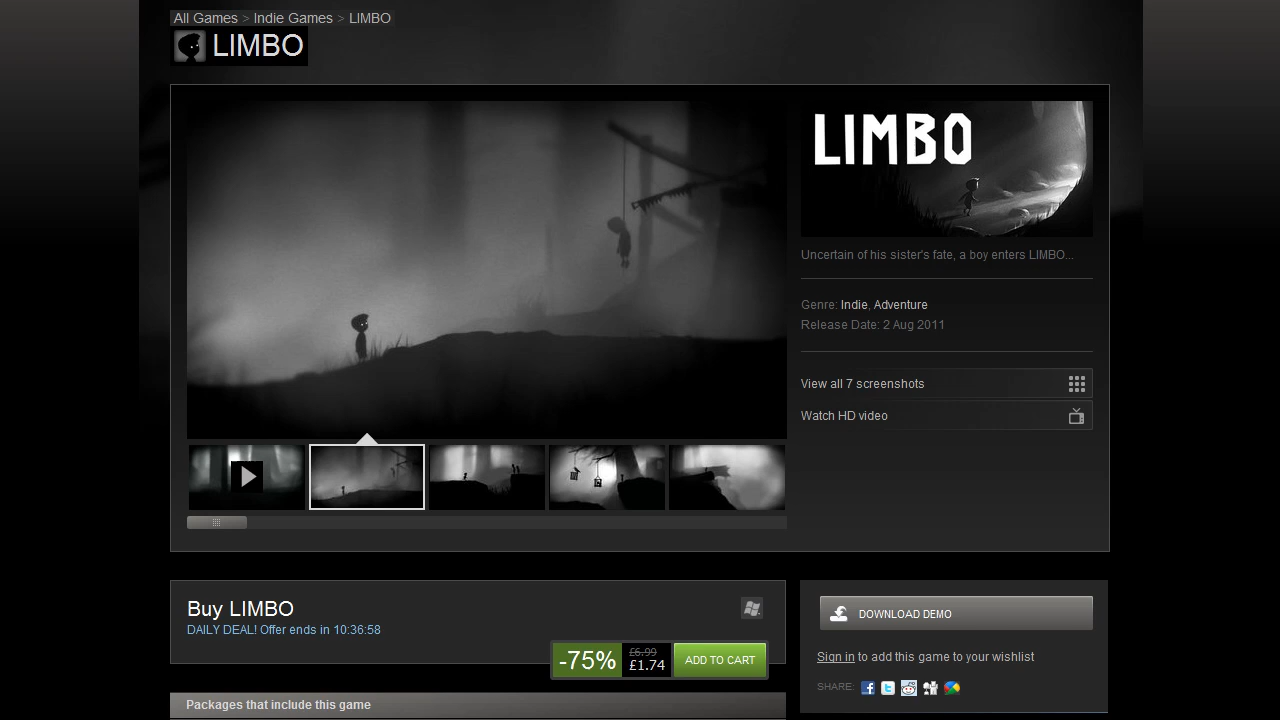 All Games > Indie Games > LIMBO
LIMBO
LIMBO
Uncertain of his sister's fate, a boy enters LIMBO...
Genre: Indie, Adventure
Release Date: 2 Aug 2011
View all 7 screenshots
Watch HD video
Buy LIMBO
DAILY DEAL! Offer ends in 10:36:58
-75%
£6.99
£1.74
ADD TO CART
DOWNLOAD DEMO
Sign in to add this game to your wishlist
SHARE:
Packages that include this game